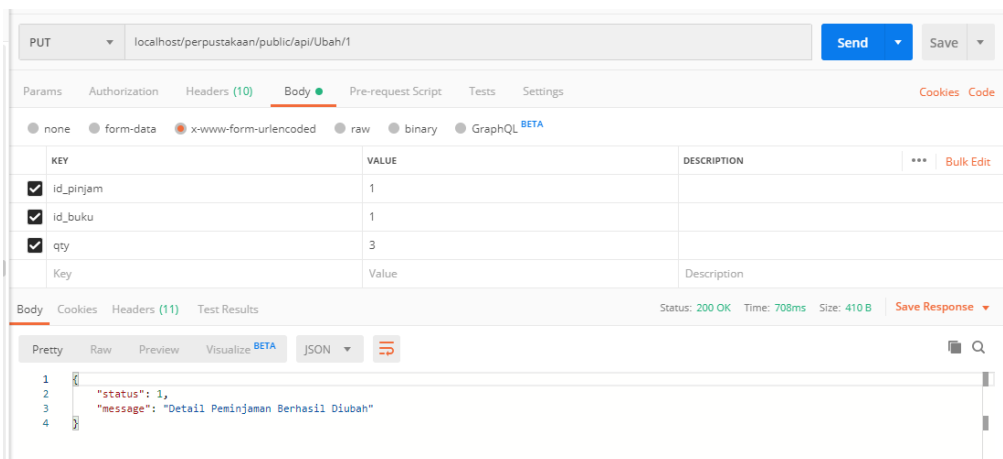 PUT localhost/perpustakaan/public/api/Ubah/1 Send Save
Params Authorization Headers (10) Body Pre-request Script Tests Settings Cookies Code
none form-data x-www-form-urlencoded raw binary GraphQL BETA
KEY VALUE DESCRIPTION ••• Bulk Edit
id_pinjam 1
id_buku 1
qty 3
Key Value Description
Body Cookies Headers (11) Test Results Status: 200 OK Time: 708ms Size: 410 B Save Response
Pretty Raw Preview Visualize BETA JSON
1 {
2 "status": 1,
3 "message": "Detail Peminjaman Berhasil Diubah"
4 }